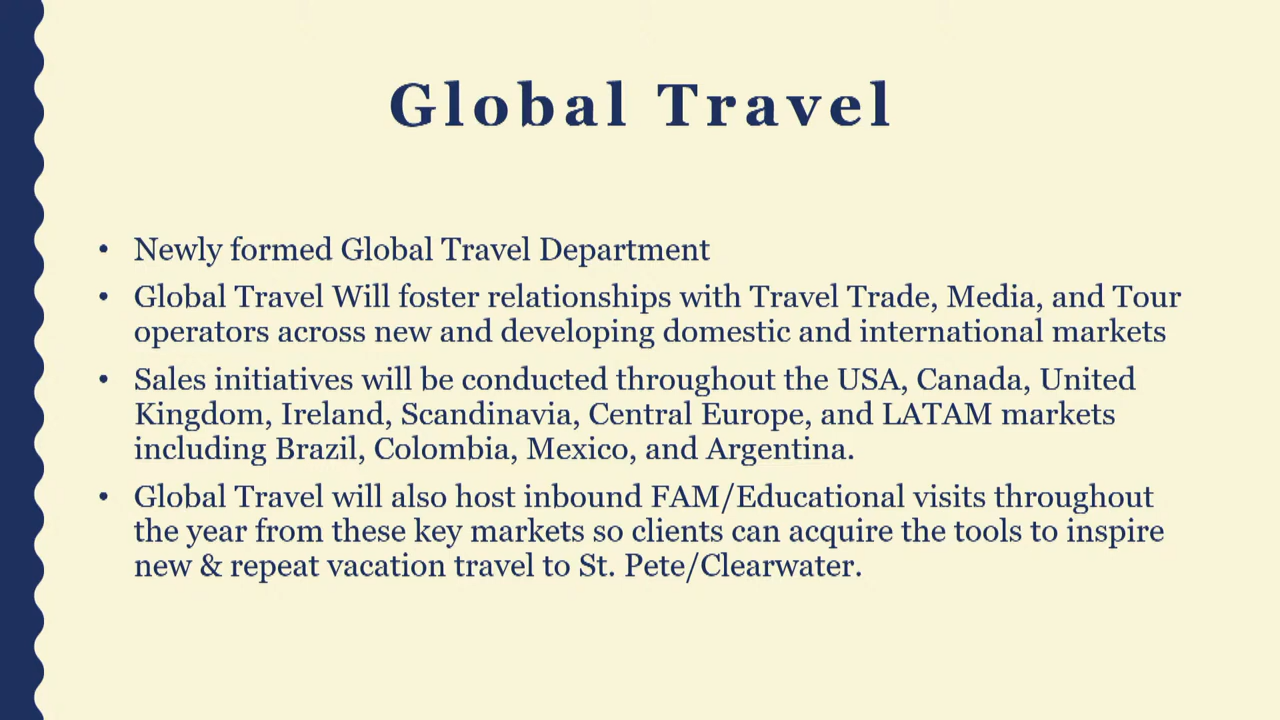 Global Travel
• Newly formed Global Travel Department
• Global Travel Will foster relationships with Travel Trade, Media, and Tour
operators across new and developing domestic and international markets
• Sales initiatives will be conducted throughout the USA, Canada, United
Kingdom, Ireland, Scandinavia, Central Europe, and LATAM markets
including Brazil, Colombia, Mexico, and Argentina.
• Global Travel will also host inbound FAM/Educational visits throughout
the year from these key markets so clients can acquire the tools to inspire
new & repeat vacation travel to St. Pete/Clearwater.